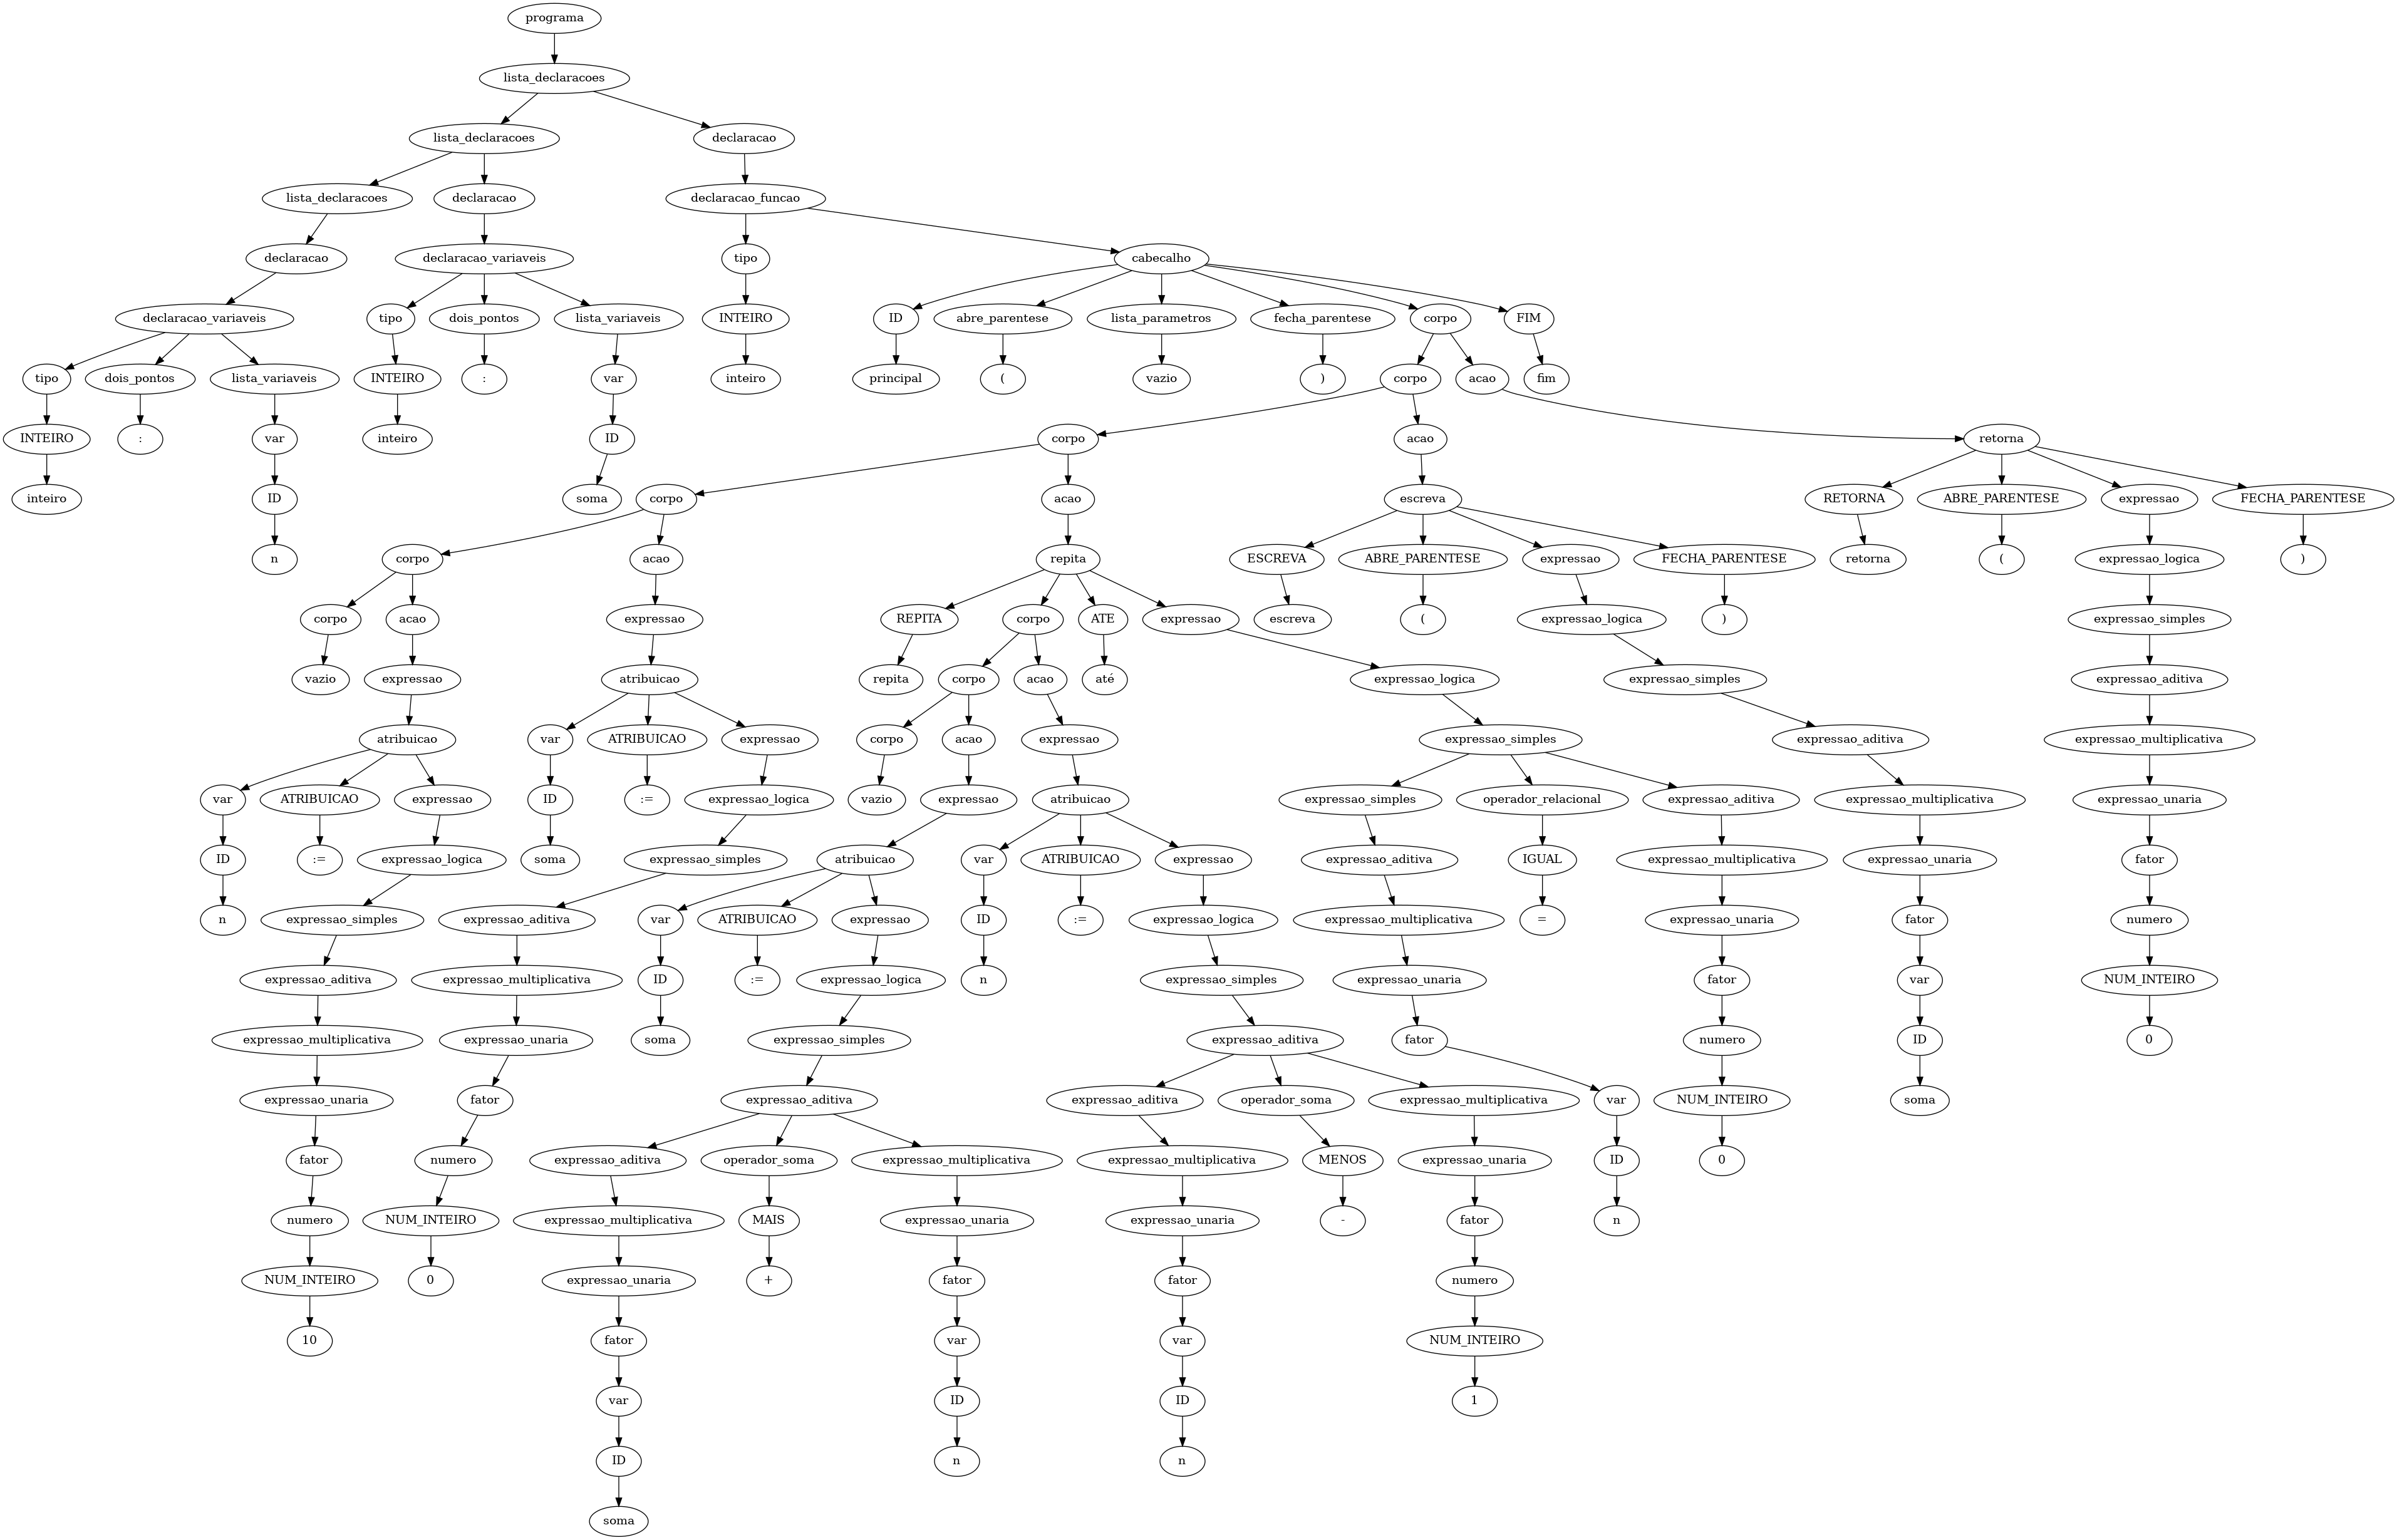 programa
lista_declaracoes
lista_declaracoes declaracao
lista_declaracoes declaracao declaracao_funcao
declaracao declaracao_variaveis tipo cabecalho
declaracao_variaveis tipo dois_pontos lista_variaveis INTEIRO ID abre_parentese lista_parametros fecha_parentese corpo FIM
tipo dois_pontos lista_variaveis INTEIRO : var inteiro principal ( vazio ) corpo acao fim
INTEIRO : var inteiro ID corpo acao retorna
inteiro ID soma corpo acao escreva RETORNA ABRE_PARENTESE expressao FECHA_PARENTESE
n corpo acao repita ESCREVA ABRE_PARENTESE expressao FECHA_PARENTESE retorna ( expressao_logica )
corpo acao expressao REPITA corpo ATE expressao escreva ( expressao_logica ) expressao_simples
vazio expressao atribuicao repita corpo acao até expressao_logica expressao_simples expressao_aditiva
atribuicao var ATRIBUICAO expressao corpo acao expressao expressao_simples expressao_aditiva expressao_multiplicativa
var ATRIBUICAO expressao ID := expressao_logica vazio expressao atribuicao expressao_simples operador_relacional expressao_aditiva expressao_multiplicativa expressao_unaria
ID := expressao_logica soma expressao_simples atribuicao var ATRIBUICAO expressao expressao_aditiva IGUAL expressao_multiplicativa expressao_unaria fator
n expressao_simples expressao_aditiva var ATRIBUICAO expressao ID := expressao_logica expressao_multiplicativa = expressao_unaria fator numero
expressao_aditiva expressao_multiplicativa ID := expressao_logica n expressao_simples expressao_unaria fator var NUM_INTEIRO
expressao_multiplicativa expressao_unaria soma expressao_simples expressao_aditiva fator numero ID 0
expressao_unaria fator expressao_aditiva expressao_aditiva operador_soma expressao_multiplicativa var NUM_INTEIRO soma
fator numero expressao_aditiva operador_soma expressao_multiplicativa expressao_multiplicativa MENOS expressao_unaria ID 0
numero NUM_INTEIRO expressao_multiplicativa MAIS expressao_unaria expressao_unaria - fator n
NUM_INTEIRO 0 expressao_unaria + fator fator numero
10 fator var var NUM_INTEIRO
var ID ID 1
ID n n
soma